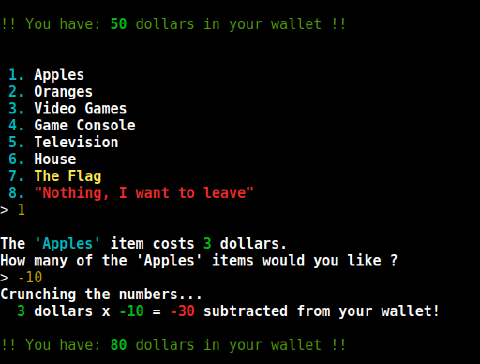 !! You have: 50 dollars in your wallet !!
1. Apples
2. Oranges
3. Video Games
4. Game Console
5. Television
6. House
7. The Flag
8. "Nothing, I want to leave"
> 1
The 'Apples' item costs 3 dollars.
How many of the 'Apples' items would you like ?
> -10
Crunching the numbers...
3 dollars x -10 = -30 subtracted from your wallet!
!! You have: 80 dollars in your wallet !!